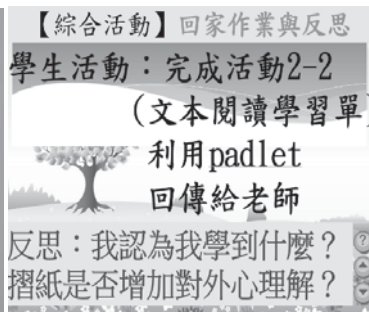 【綜合活動】回家作業與反思
學生活動：完成活動2-2
(文本閱讀學習單)
利用padlet
回傳給老師
反思：我認為我學到什麼？
摺紙是否增加對外心理解？